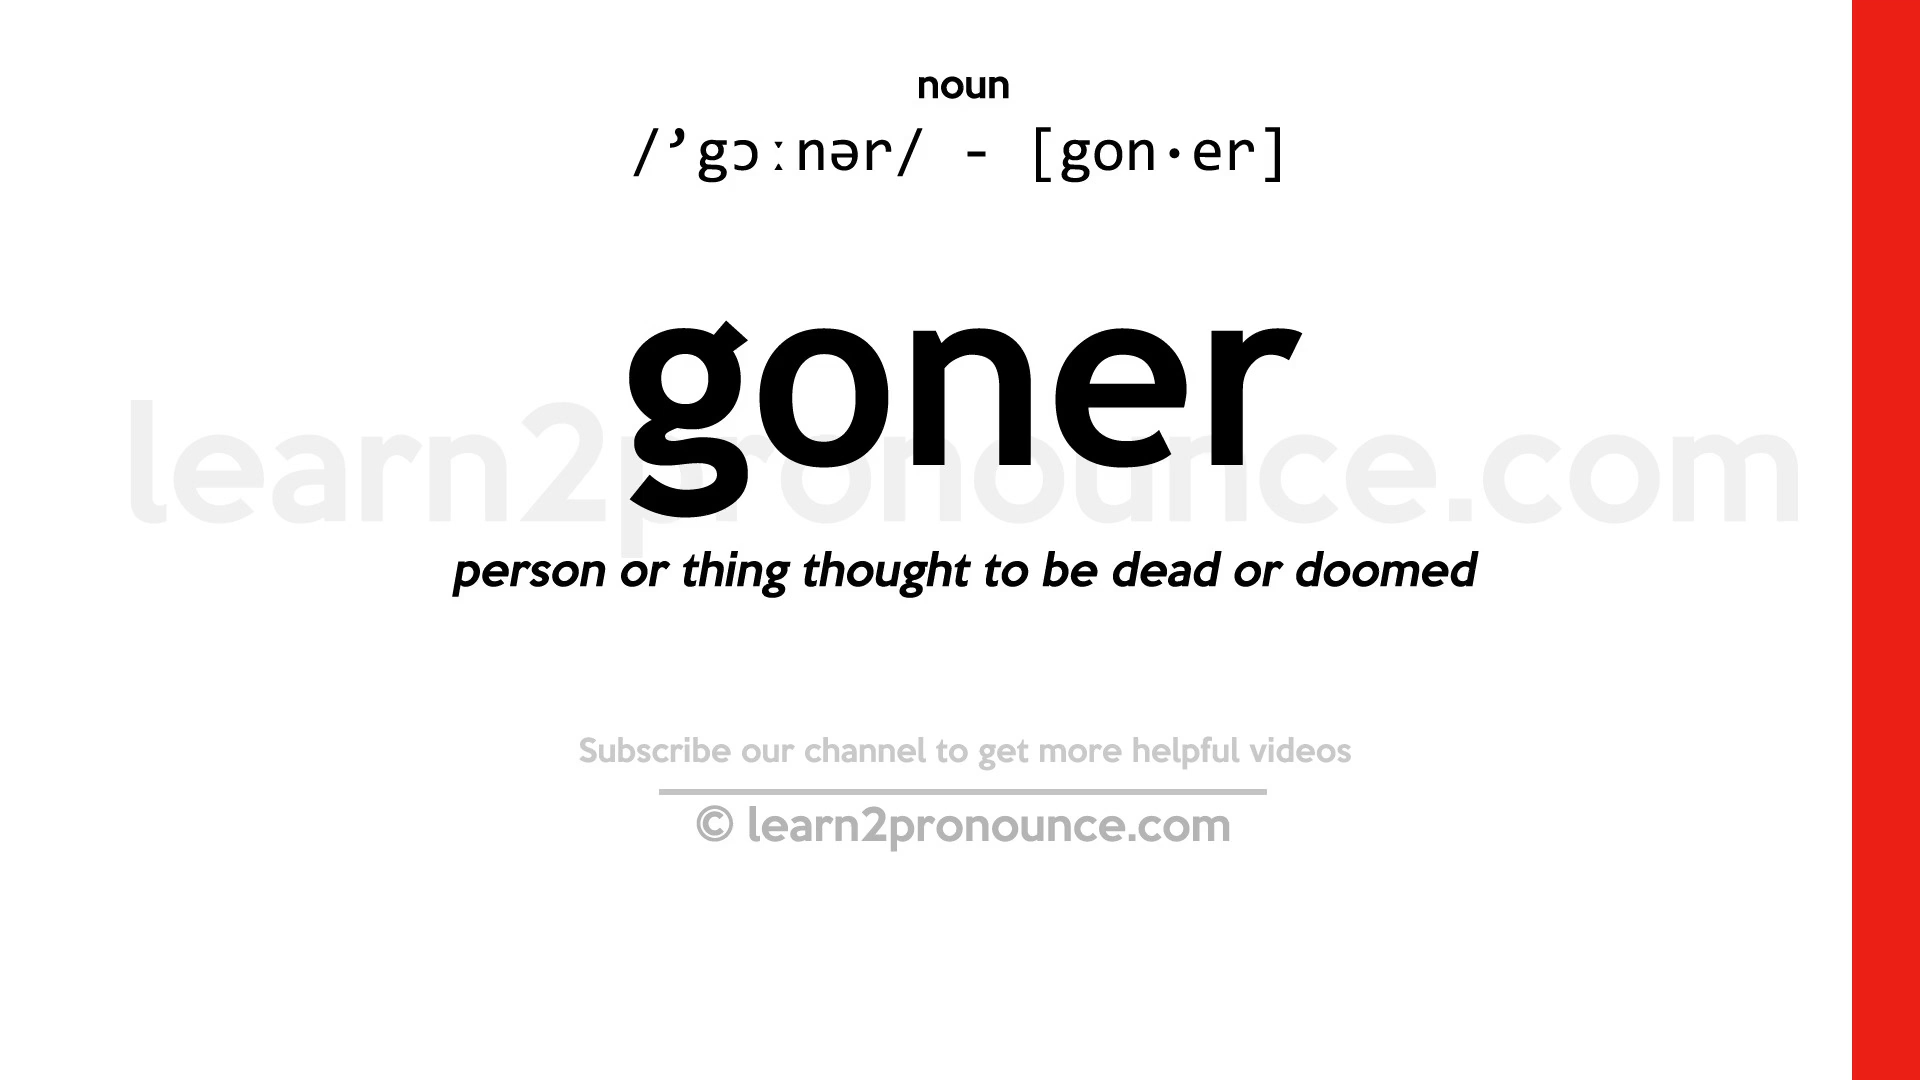 noun
/’gɔːnər/ - [gon·er]
goner
learn2pronounce.com
person or thing thought to be dead or doomed
Subscribe our channel to get more helpful videos
© learn2pronounce.com